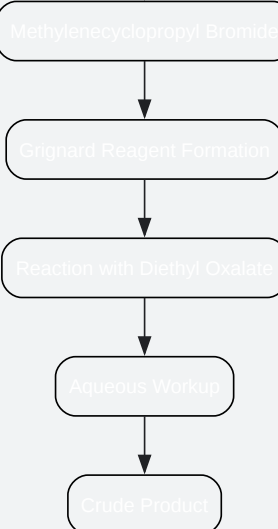 Methylenecyclopropyl Bromide
Grignard Reagent Formation
Reaction with Diethyl Oxalate
Aqueous Workup
Crude Product